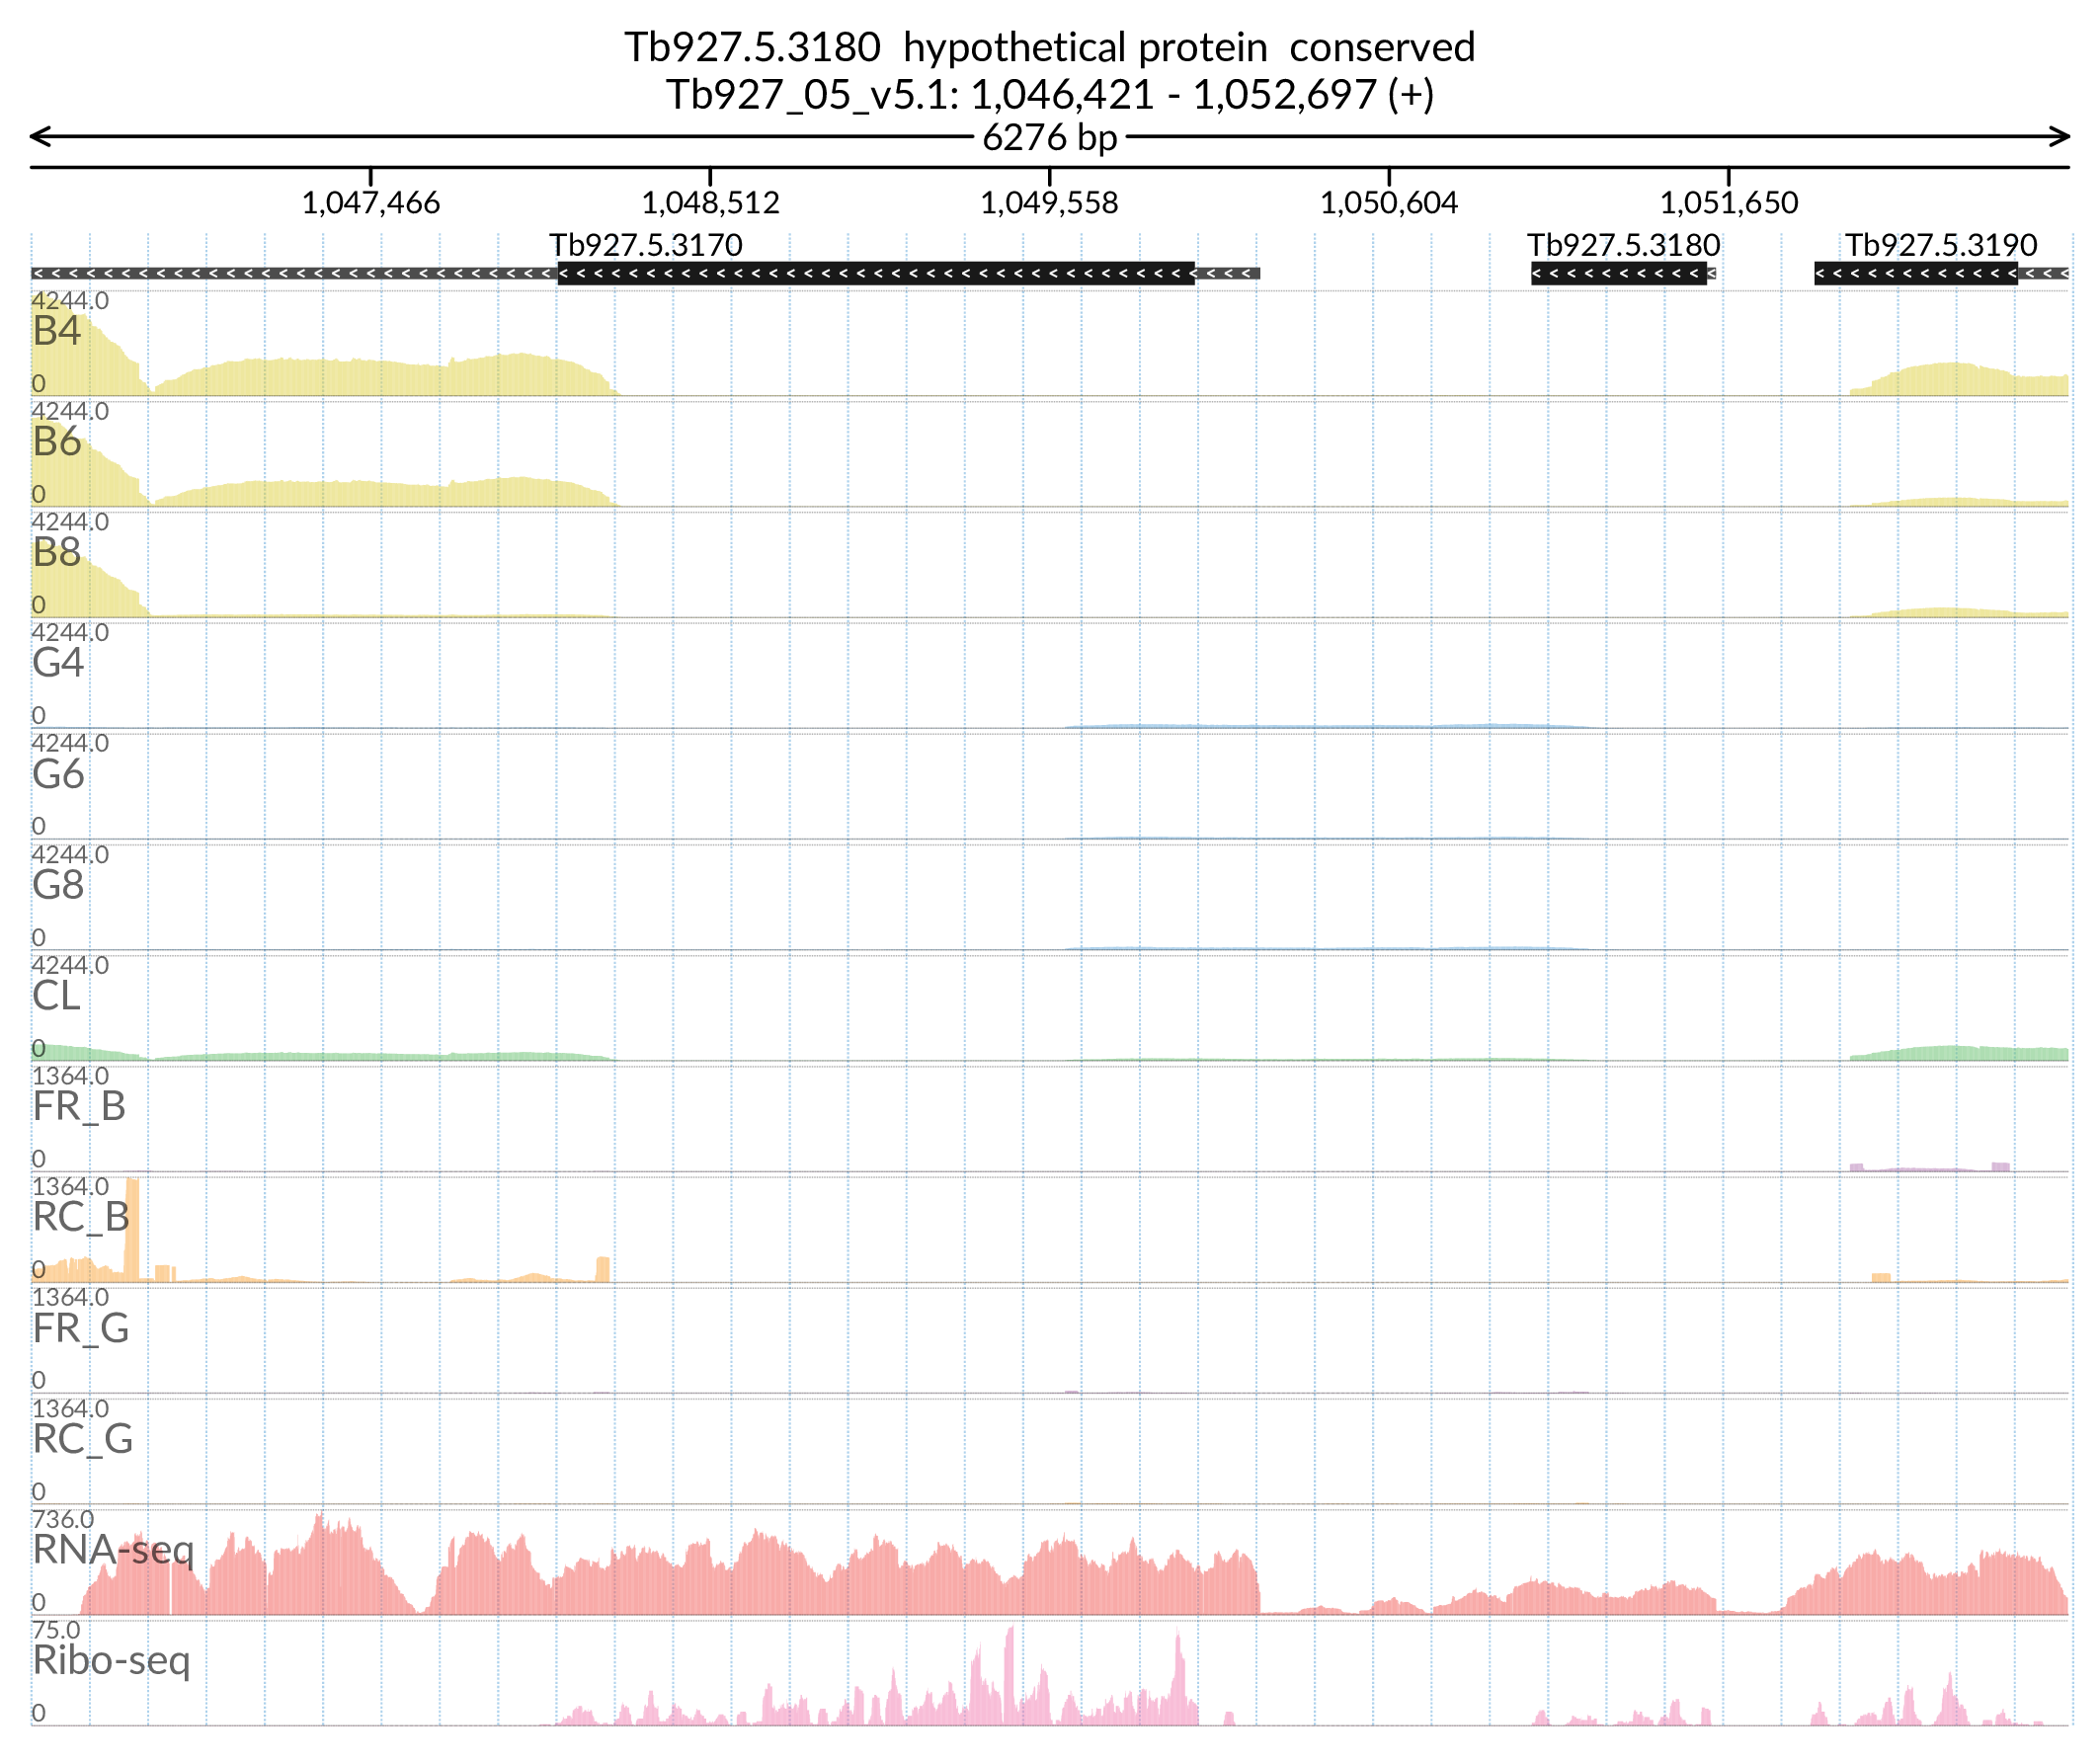 Tb927.5.3180  hypothetical protein  conserved
Tb927_05_v5.1: 1,046,421 - 1,052,697 (+)
6276 bp
1,047,466 1,048,512 1,049,558 1,050,604 1,051,650
Tb927.5.3170 Tb927.5.3180 Tb927.5.3190
4244.0
B4
0
4244.0
B6
0
4244.0
B8
0
4244.0
G4
0
4244.0
G6
0
4244.0
G8
0
4244.0
CL
0
1364.0
FR_B
0
1364.0
RC_B
0
1364.0
FR_G
0
1364.0
RC_G
0
736.0
RNA-seq
0
75.0
Ribo-seq
0